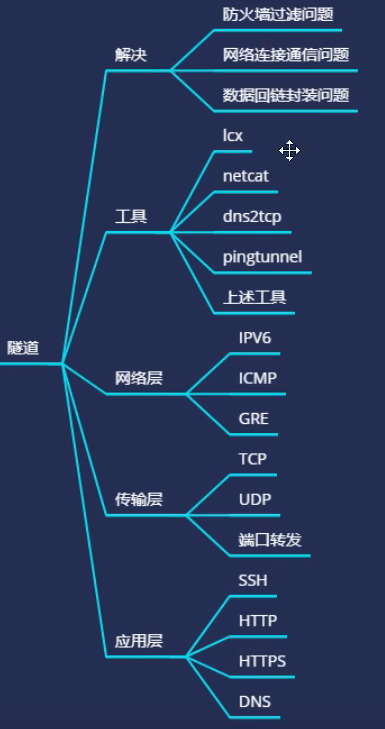 防火墙过滤问题
解决
网络连接通信问题
数据回链封装问题
lcx
netcat
工具
dns2tcp
pingtunnel
上述工具
隧道
IPV6
网络层
ICMP
GRE
TCP
传输层
UDP
端口转发
SSH
HTTP
应用层
HTTPS
DNS